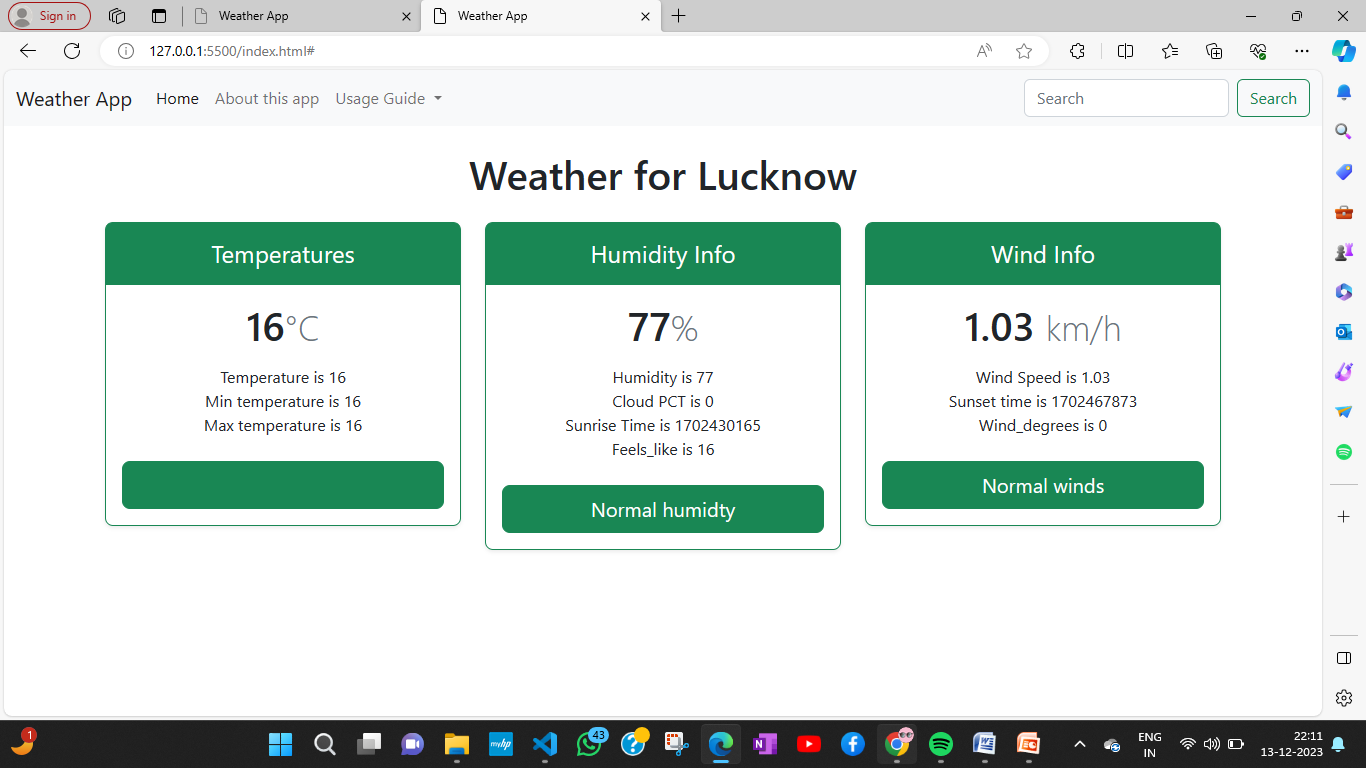 Sign in
Weather App
Weather App
127.0.0.1:5500/index.html#
Weather App
Home
About this app
Usage Guide
Search
Search
Weather for Lucknow
Temperatures
16°C
Temperature is 16
Min temperature is 16
Max temperature is 16
Humidity Info
77%
Humidity is 77
Cloud PCT is 0
Sunrise Time is 1702430165
Feels_like is 16
Normal humidty
Wind Info
1.03 km/h
Wind Speed is 1.03
Sunset time is 1702467873
Wind_degrees is 0
Normal winds
1
myhp
43
ENG
IN
22:11
13-12-2023